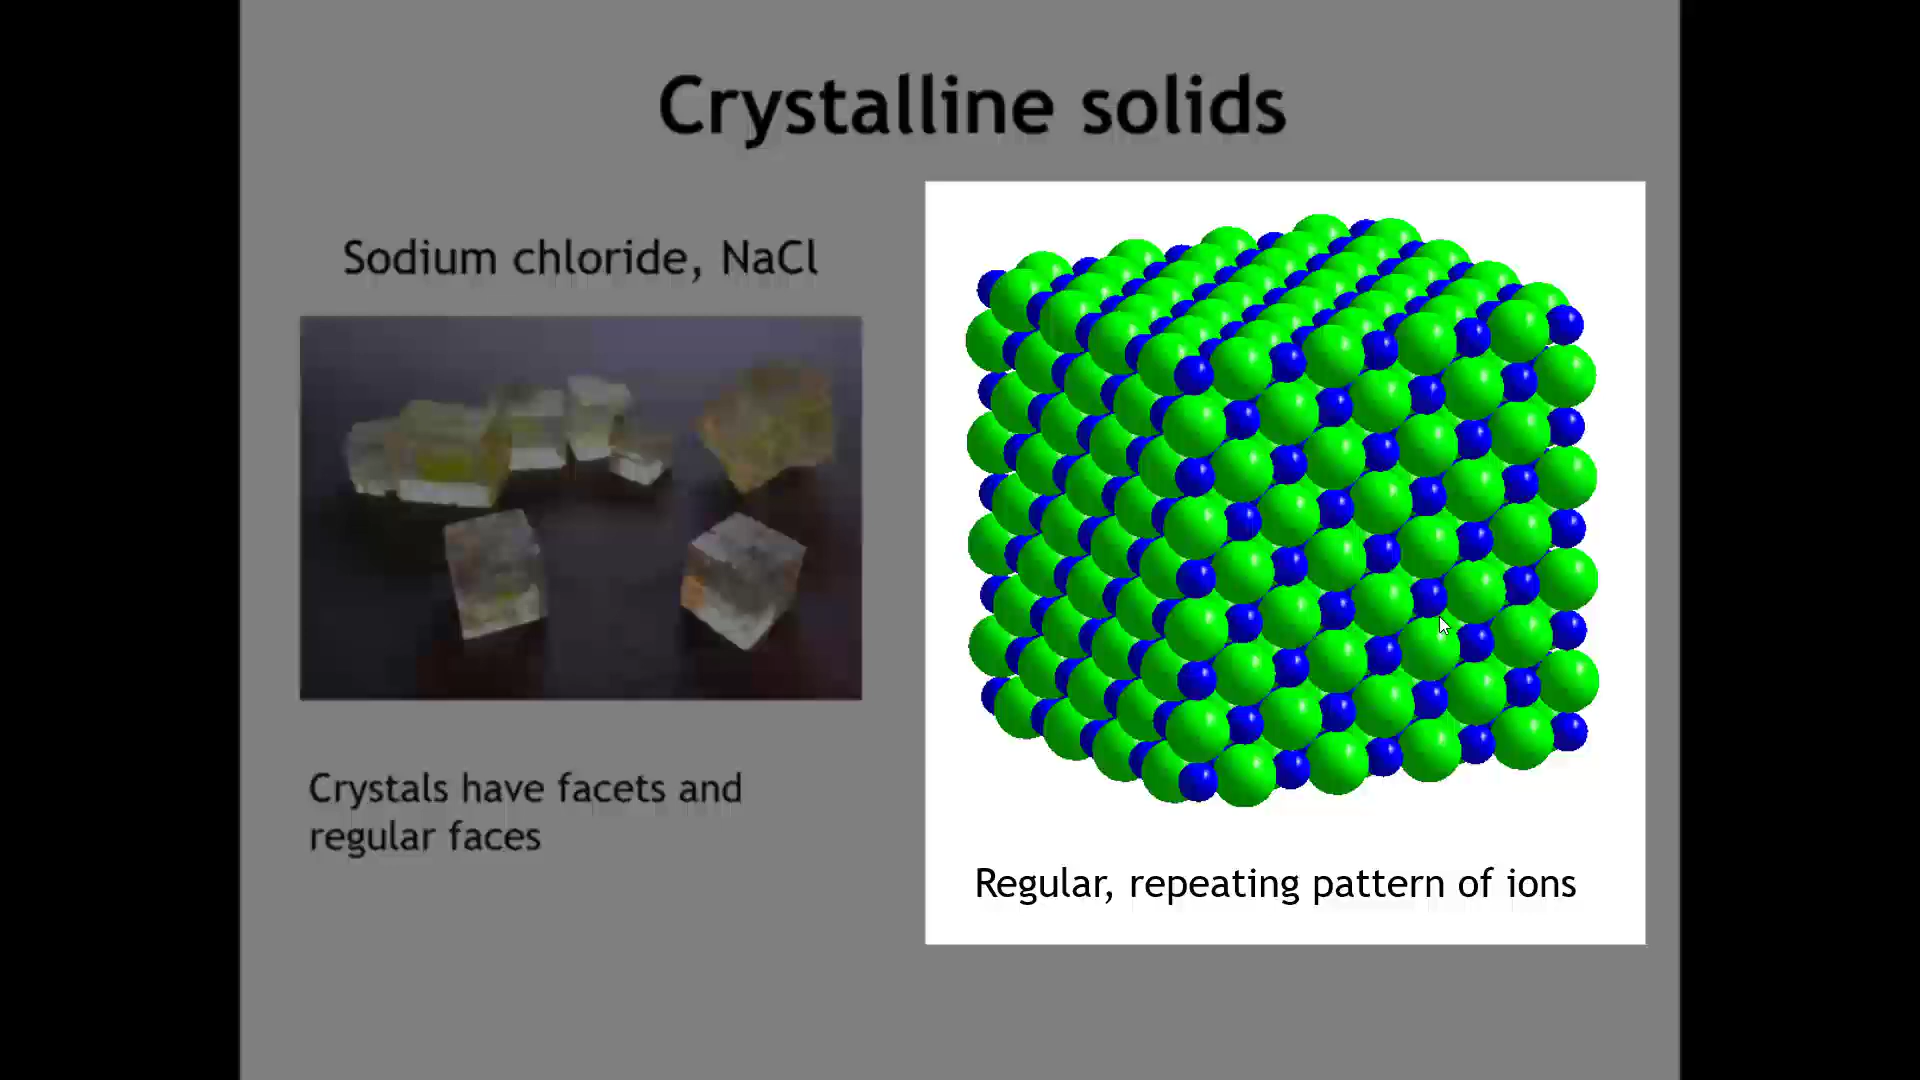 Crystalline solids
Sodium chloride, NaCl
Crystals have facets and
regular faces
Regular, repeating pattern of ions